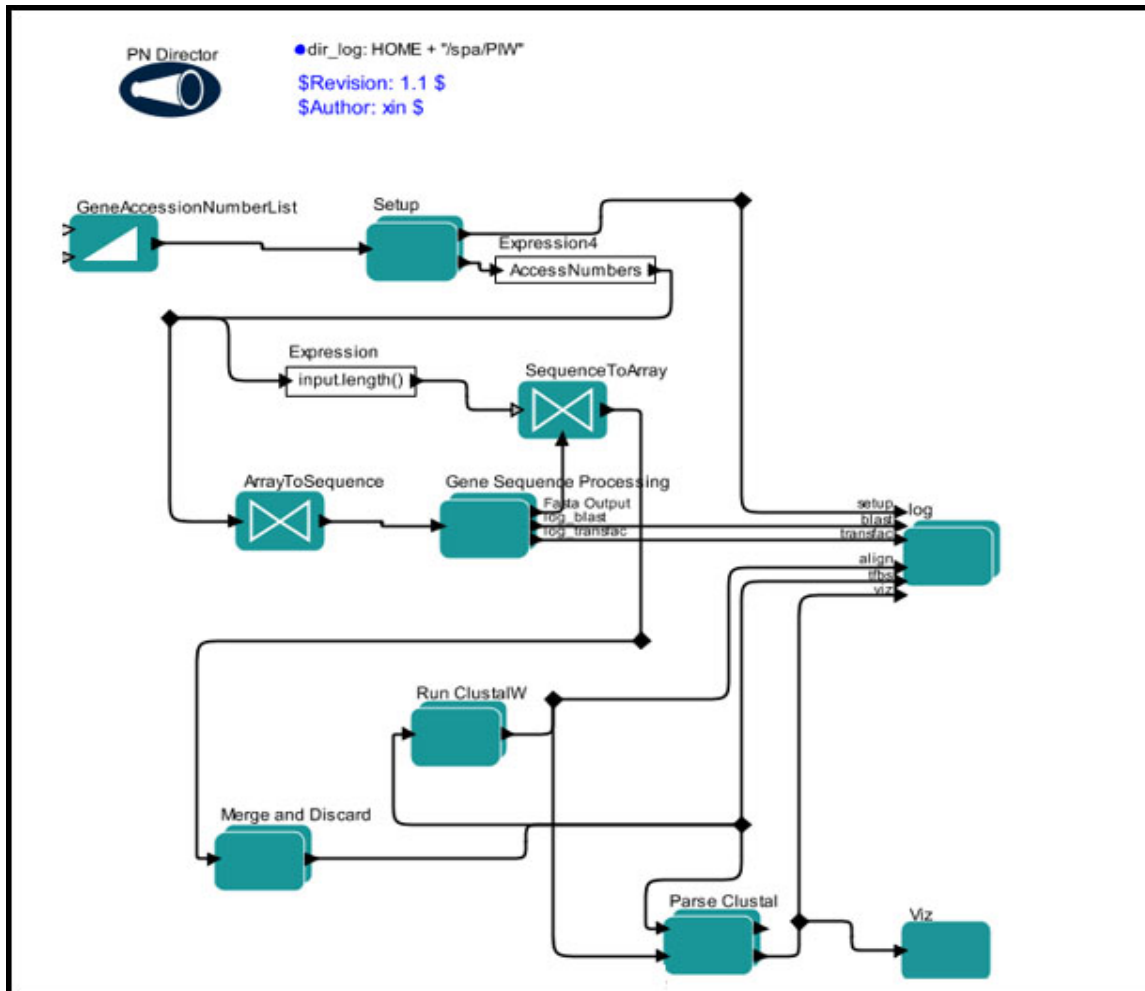 PN Director
dir_log: HOME + "/spa/PIW"
$Revision: 1.1 $
$Author: xin $
GeneAccessionNumberList
Setup
Expression4
AccessNumbers
Expression
input.length()
SequenceToArray
ArrayToSequence
Gene Sequence Processing
Fasta Output
log_blast
log_transfac
setup
log
blast
transfac
align
tfbs
viz
Run ClustalW
Merge and Discard
Parse Clustal
Viz